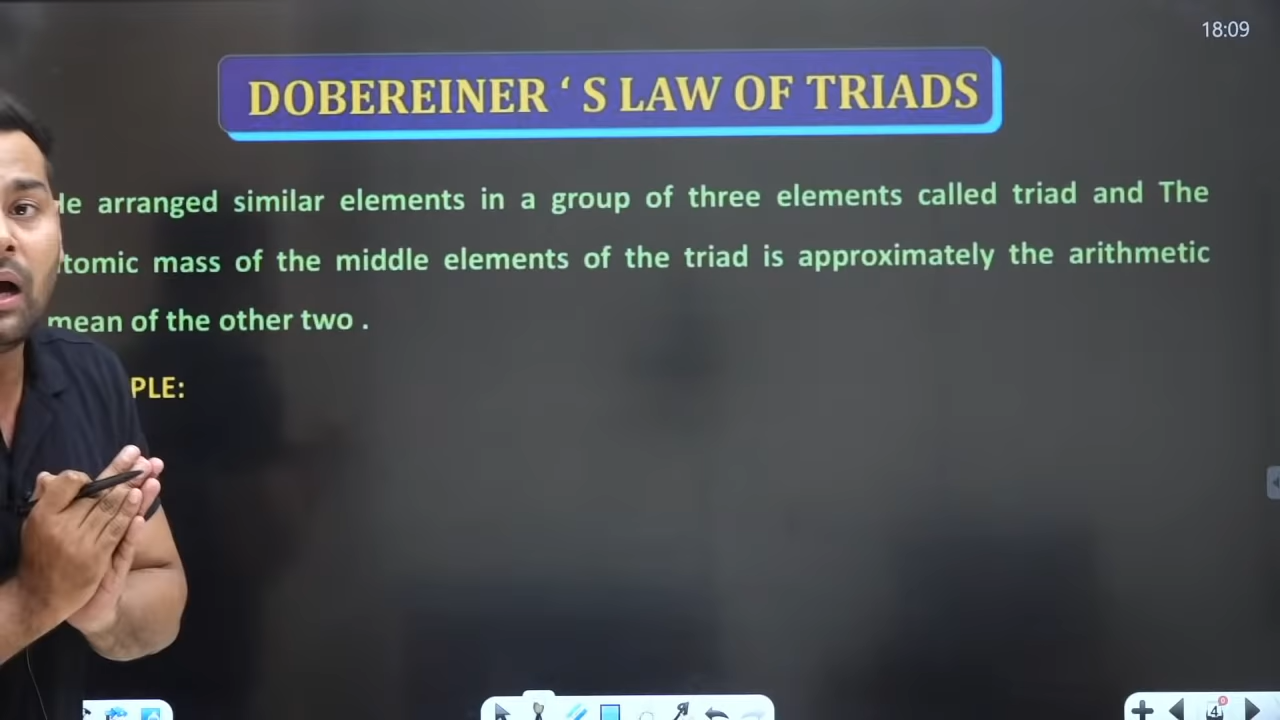 18:09
DOBEREINER ‘ S LAW OF TRIADS
arranged similar elements in a group of three elements called triad and The
mass of the middle elements of the triad is approximately the arithmetic
mean of the other two .
PLE:
4